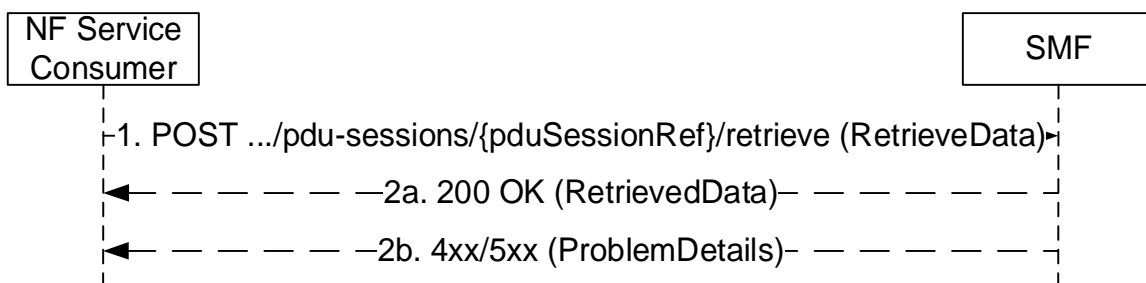 NF Service
Consumer
SMF
1. POST .../pdu-sessions/{pduSessionRef}/retrieve (RetrieveData)
2a. 200 OK (RetrievedData)
2b. 4xx/5xx (ProblemDetails)